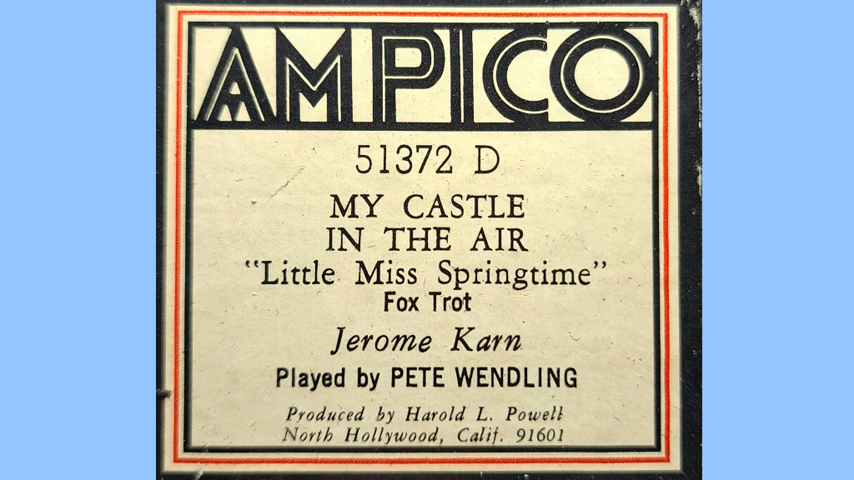 AMPICO
51372 D
MY CASTLE
IN THE AIR
"Little Miss Springtime"
Fox Trot
Jerome Karn
Played by PETE WENDLING
Produced by Harold L. Powell
North Hollywood, Calif. 91601